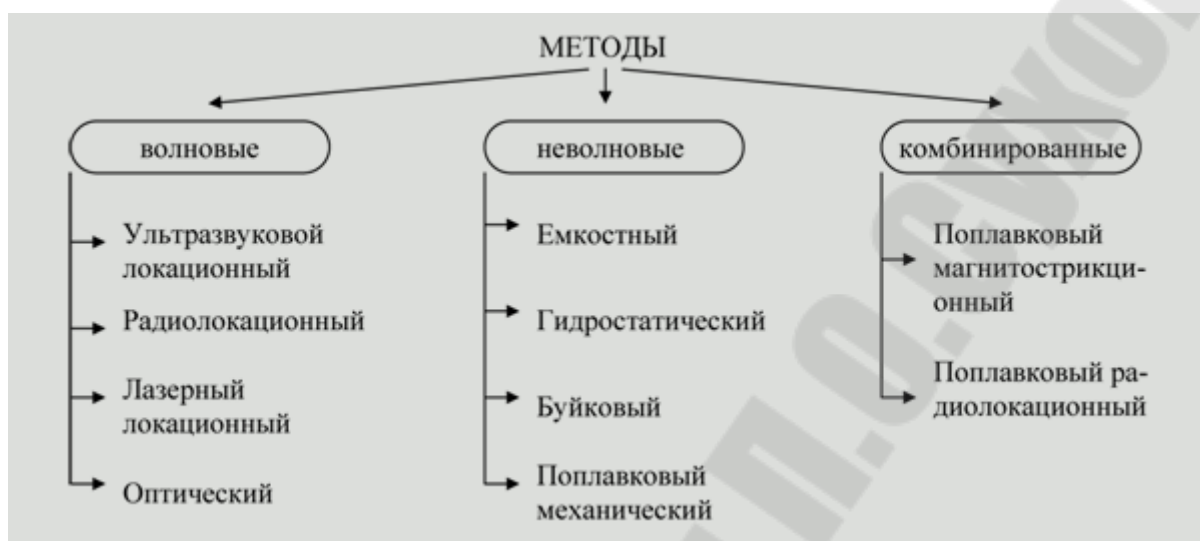 МЕТОДЫ
волновые
Ультразвуковой
локационный
Радиолокационный
Лазерный
локационный
Оптический
неволновые
Емкостный
Гидростатический
Буйковый
Поплавковый
механический
комбинированные
Поплавковый
магнитострикци-
онный
Поплавковый ра-
диолокационный
П.О.СУХО